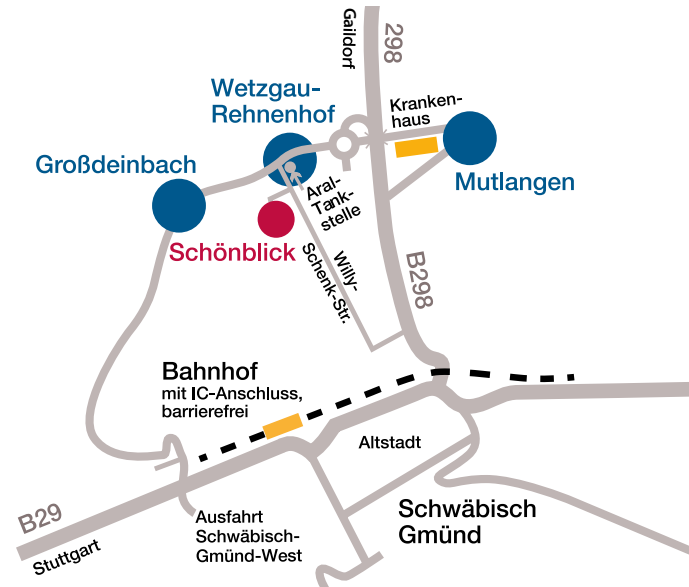 Gaildorf
298
Wetzgau-
Rehnenhof
Kranken-
haus
Großdeinbach
Mutlangen
Aral-
Tank-
stelle
Schönblick
Willy-
Schenk-Str.
B298
Bahnhof
mit IC-Anschluss,
barrierefrei
Altstadt
Schwäbisch
Gmünd
B29
Stuttgart
Ausfahrt
Schwäbisch-
Gmünd-West